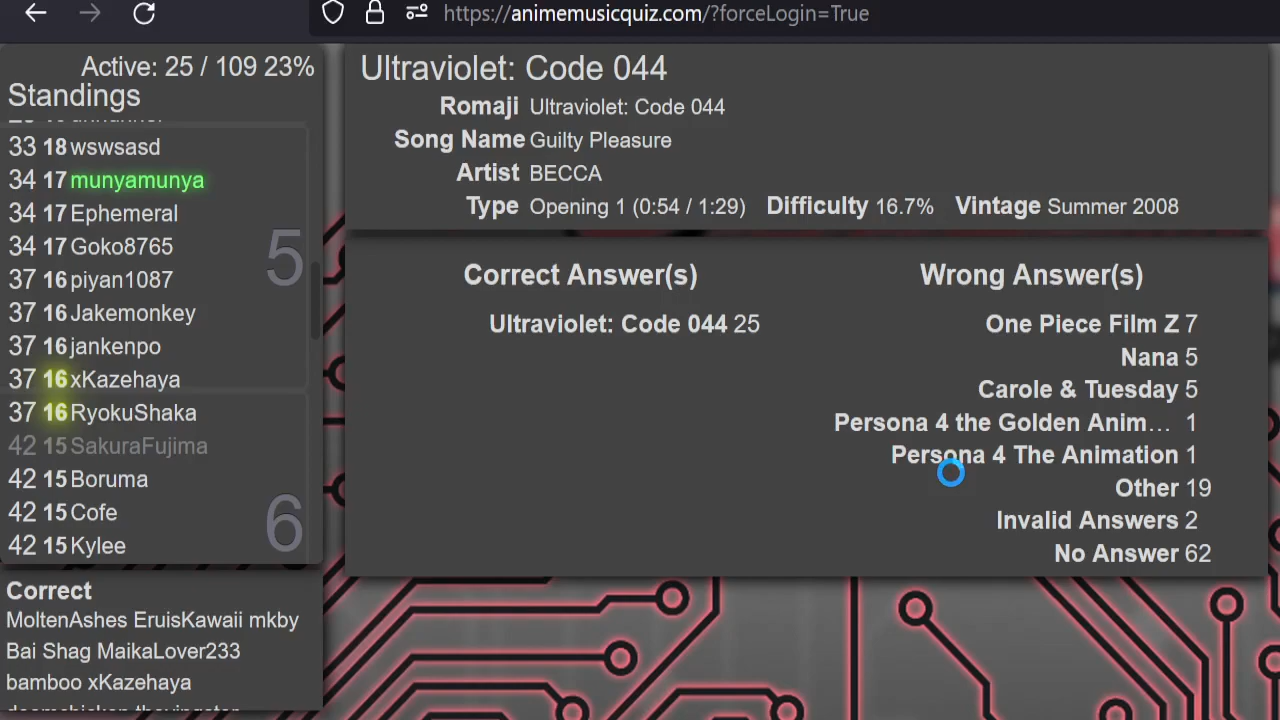 https://animemusicquiz.com/?forceLogin=True
Active: 25 / 109 23%
Standings
33 18 wswsasd
34 17 munyamunya
34 17 Ephemeral
34 17 Goko8765
5
37 16 piyan1087
37 16 Jakemonkey
37 16 jankenpo
37 16 xKazehaya
37 16 RyokuShaka
42 15 SakuraFujima
42 15 Boruma
42 15 Cofe
6
42 15 Kylee
Correct
MoltenAshes EruisKawaii mkby
Bai Shag MaikaLover233
bamboo xKazehaya
Ultraviolet: Code 044
Romaji Ultraviolet: Code 044
Song Name Guilty Pleasure
Artist BECCA
Type Opening 1 (0:54 / 1:29) Difficulty 16.7% Vintage Summer 2008
Correct Answer(s)
Ultraviolet: Code 044 25
Wrong Answer(s)
One Piece Film Z 7
Nana 5
Carole & Tuesday 5
Persona 4 the Golden Anim… 1
Persona 4 The Animation 1
Other 19
Invalid Answers 2
No Answer 62